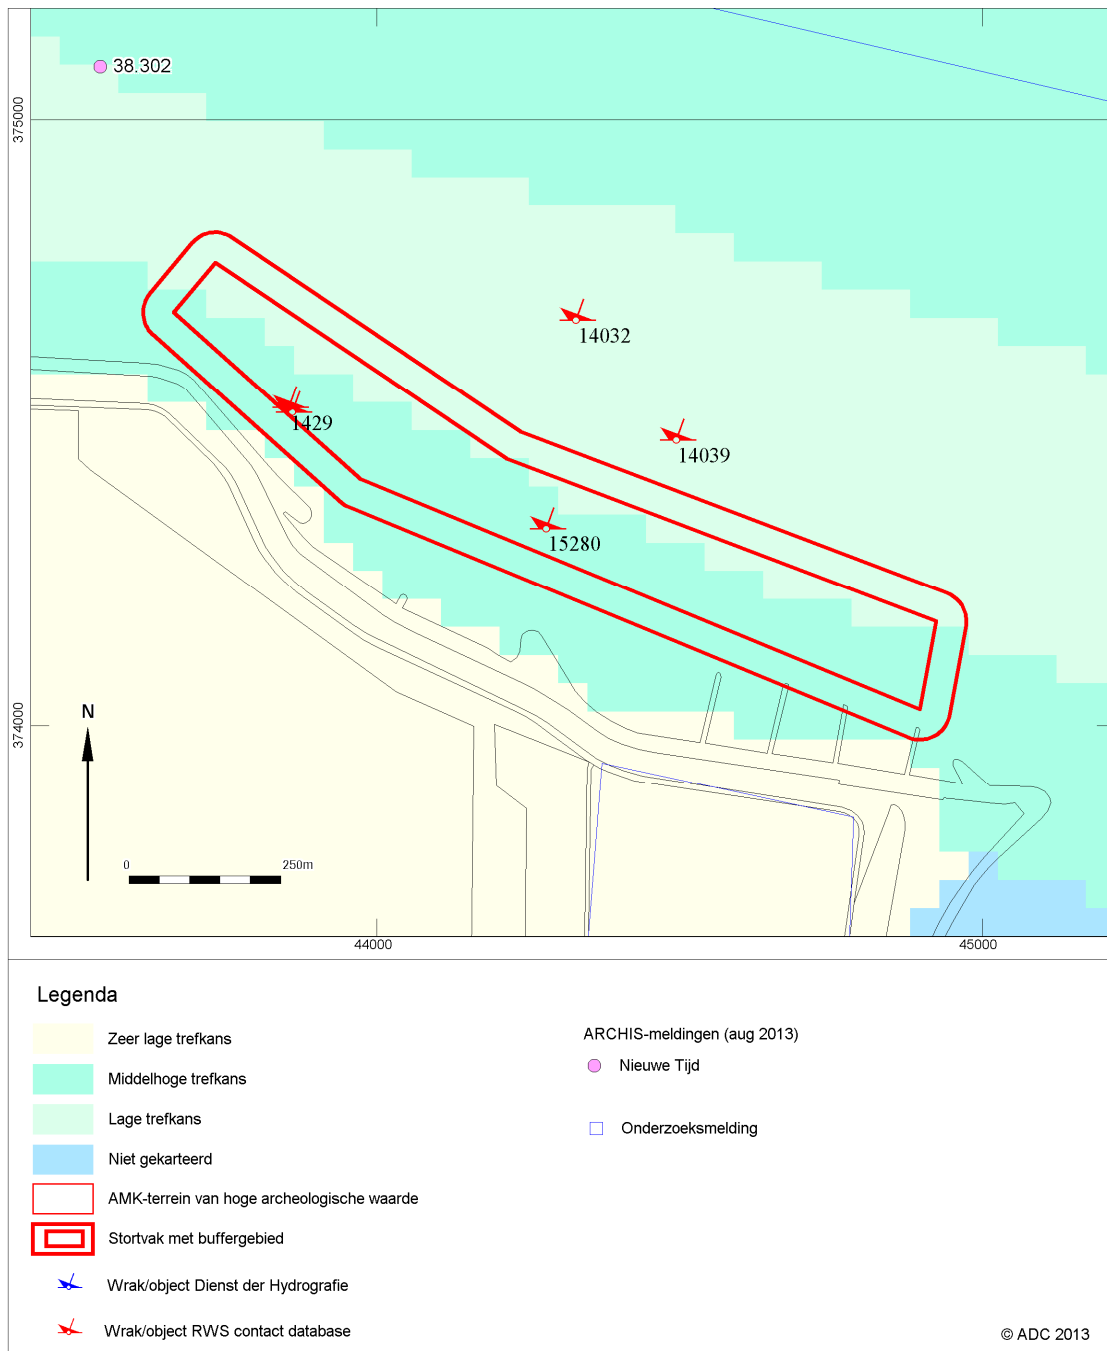 38.302
375000
14032
1429
14039
15280
374000
N
0
250m
44000
45000
Legenda
Zeer lage trefkans
Middelhoge trefkans
Lage trefkans
Niet gekarteerd
AMK-terrein van hoge archeologische waarde
Stortvak met buffergebied
Wrak/object Dienst der Hydrografie
Wrak/object RWS contact database
ARCHIS-meldingen (aug 2013)
Nieuwe Tijd
Onderzoeksmelding
© ADC 2013